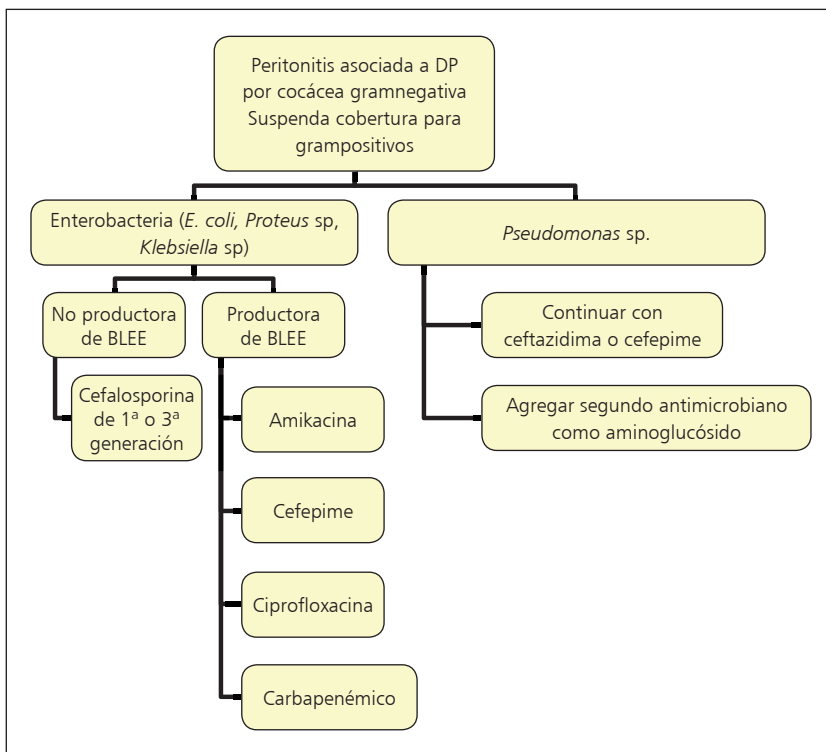 Peritonitis asociada a DP
por cocácea gramnegativa
Suspenda cobertura para
grampositivos
Enterobacteria (E. coli, Proteus sp,
Klebsiella sp)
Pseudomonas sp.
No productora
de BLEE
Productora
de BLEE
Continuar con
ceftazidima o cefepime
Cefalosporina
de 1ª o 3ª
generación
Amikacina
Agregar segundo antimicrobiano
como aminoglucósido
Cefepime
Ciprofloxacina
Carbapenémico